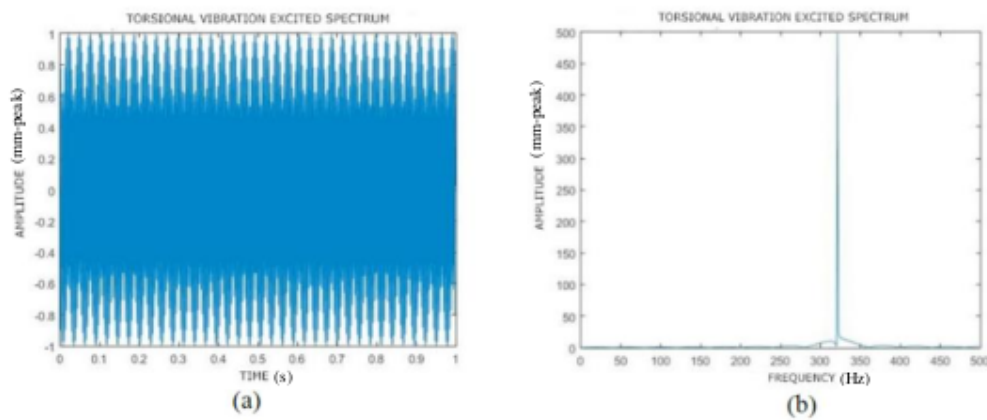 TORSIONAL VIBRATION EXCITED SPECTRUM
AMPLITUDE (mm-peak)
1
0.8
0.6
0.4
0.2
0
-0.2
-0.4
-0.6
-0.8
-1
0 0.1 0.2 0.3 0.4 0.5 0.6 0.7 0.8 0.9 1
TIME (s)
(a)
TORSIONAL VIBRATION EXCITED SPECTRUM
AMPLITUDE (mm-peak)
500
450
400
350
300
250
200
150
100
50
0
0 50 100 150 200 250 300 350 400 450 500
FREQUENCY (Hz)
(b)